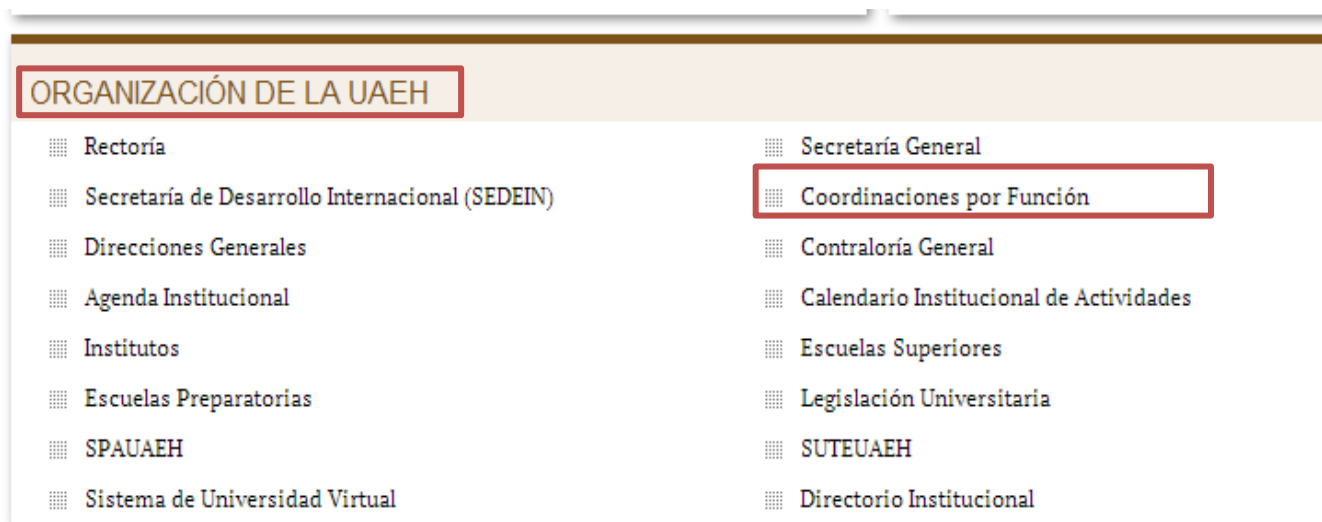 ORGANIZACIÓN DE LA UAEH
Rectoría
Secretaría General
Secretaría de Desarrollo Internacional (SEDEIN)
Coordinaciones por Función
Direcciones Generales
Contraloría General
Agenda Institucional
Calendario Institucional de Actividades
Institutos
Escuelas Superiores
Escuelas Preparatorias
Legislación Universitaria
SPAUAEH
SUTEUAEH
Sistema de Universidad Virtual
Directorio Institucional